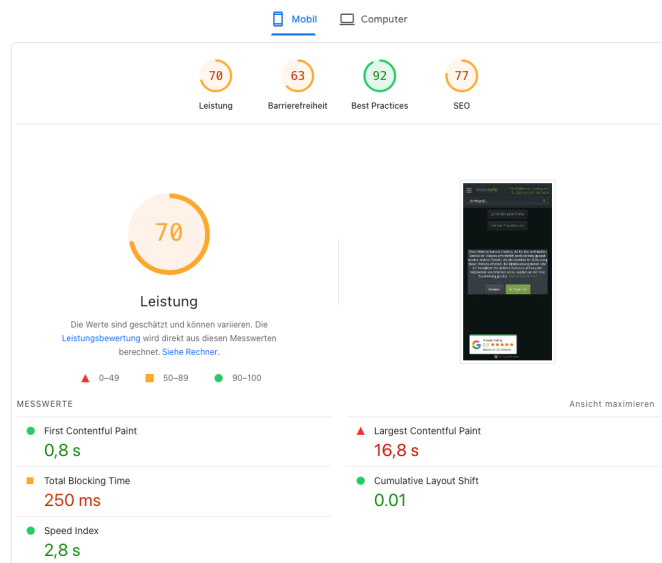 Mobil
Computer
70
63
92
77
Leistung
Barrierefreiheit
Best Practices
SEO
70
Leistung
Die Werte sind geschätzt und können variieren. Die
Leistungsbewertung wird direkt aus diesen Messwerten
berechnet. Siehe Rechner.
0–49
50–89
90–100
MESSWERTE
Ansicht maximieren
First Contentful Paint
0,8 s
Largest Contentful Paint
16,8 s
Total Blocking Time
250 ms
Cumulative Layout Shift
0.01
Speed Index
2,8 s